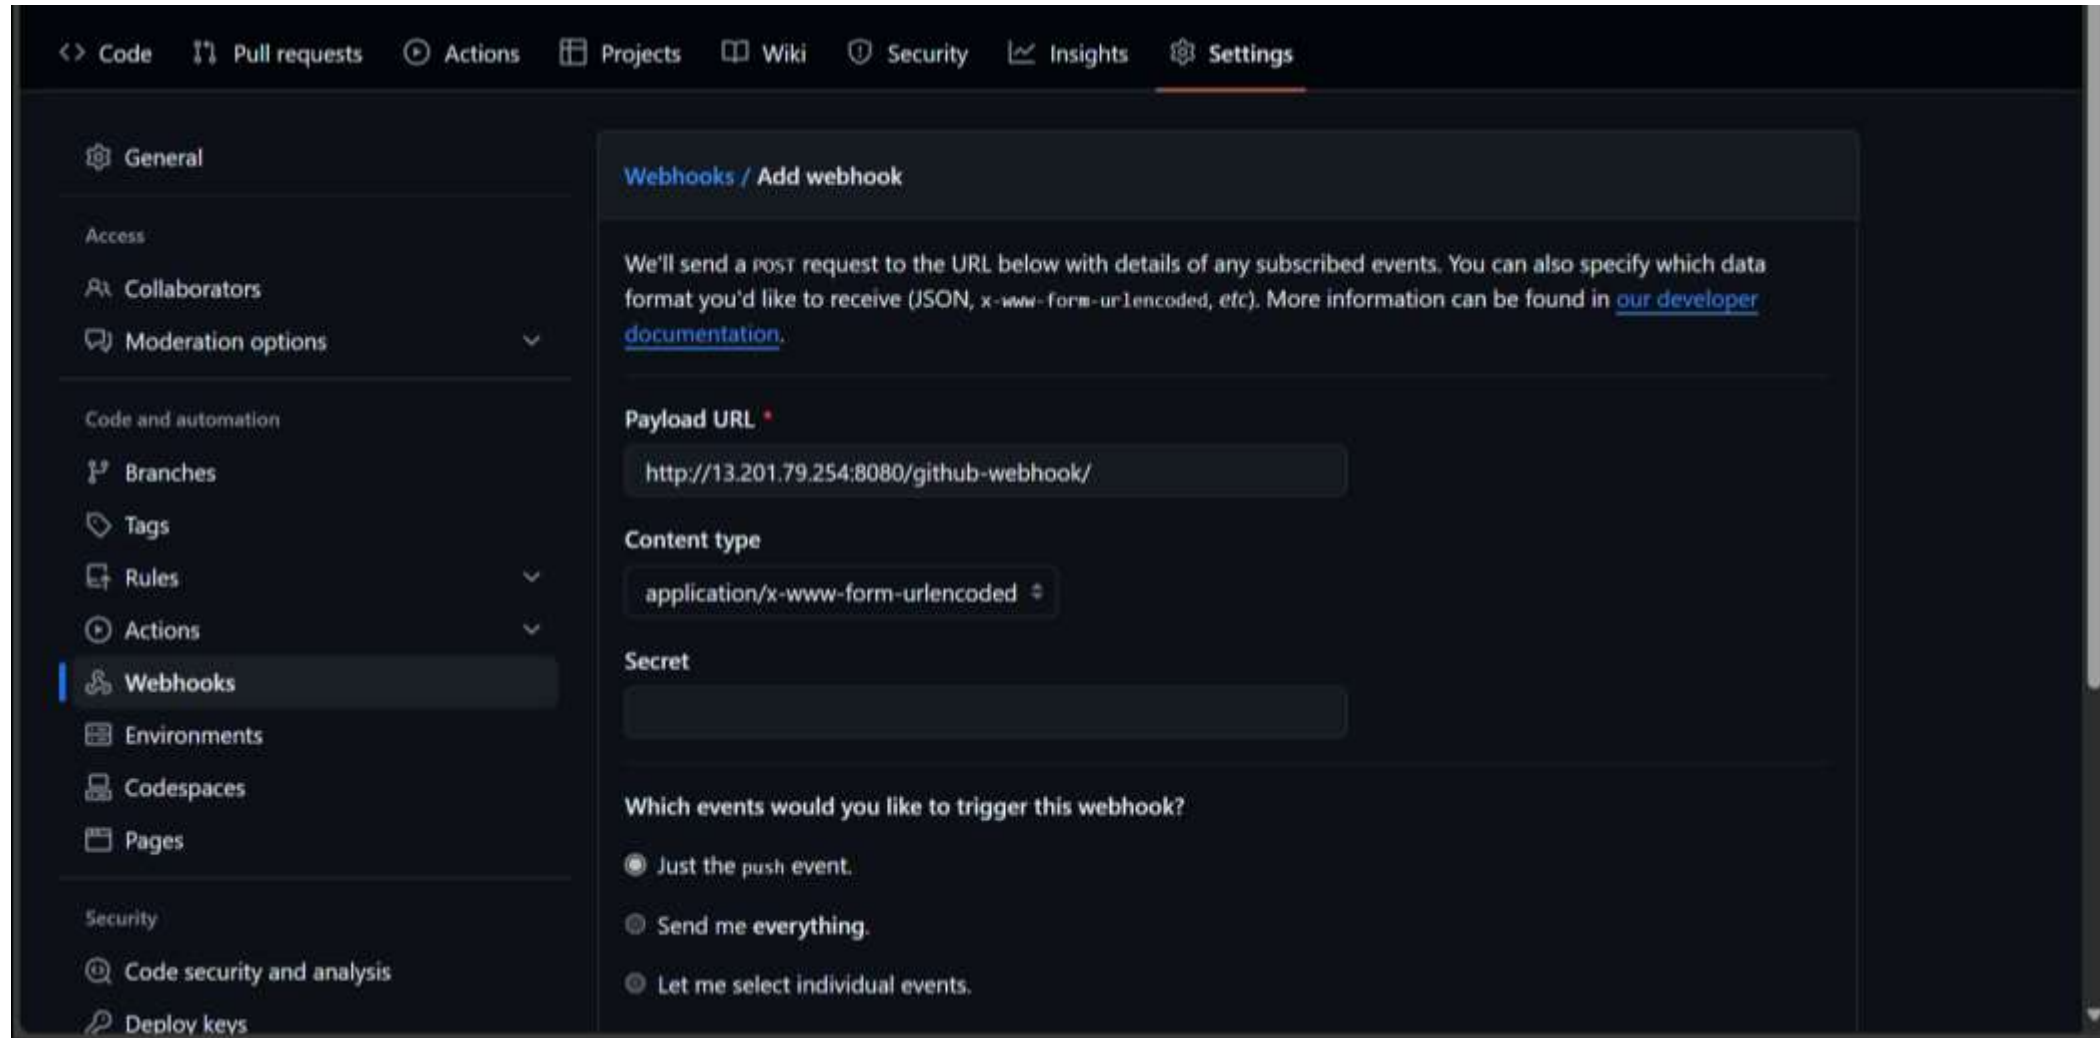 Code Pull requests Actions Projects Wiki Security Insights Settings
General
Access
Collaborators
Moderation options
Code and automation
Branches
Tags
Rules
Actions
Webhooks
Environments
Codespaces
Pages
Security
Code security and analysis
Deploy keys
Webhooks / Add webhook
We'll send a POST request to the URL below with details of any subscribed events. You can also specify which data
format you'd like to receive (JSON, x-www-form-urlencoded, etc). More information can be found in our developer
documentation.
Payload URL *
http://13.201.79.254:8080/github-webhook/
Content type
application/x-www-form-urlencoded
Secret
Which events would you like to trigger this webhook?
Just the push event.
Send me everything.
Let me select individual events.